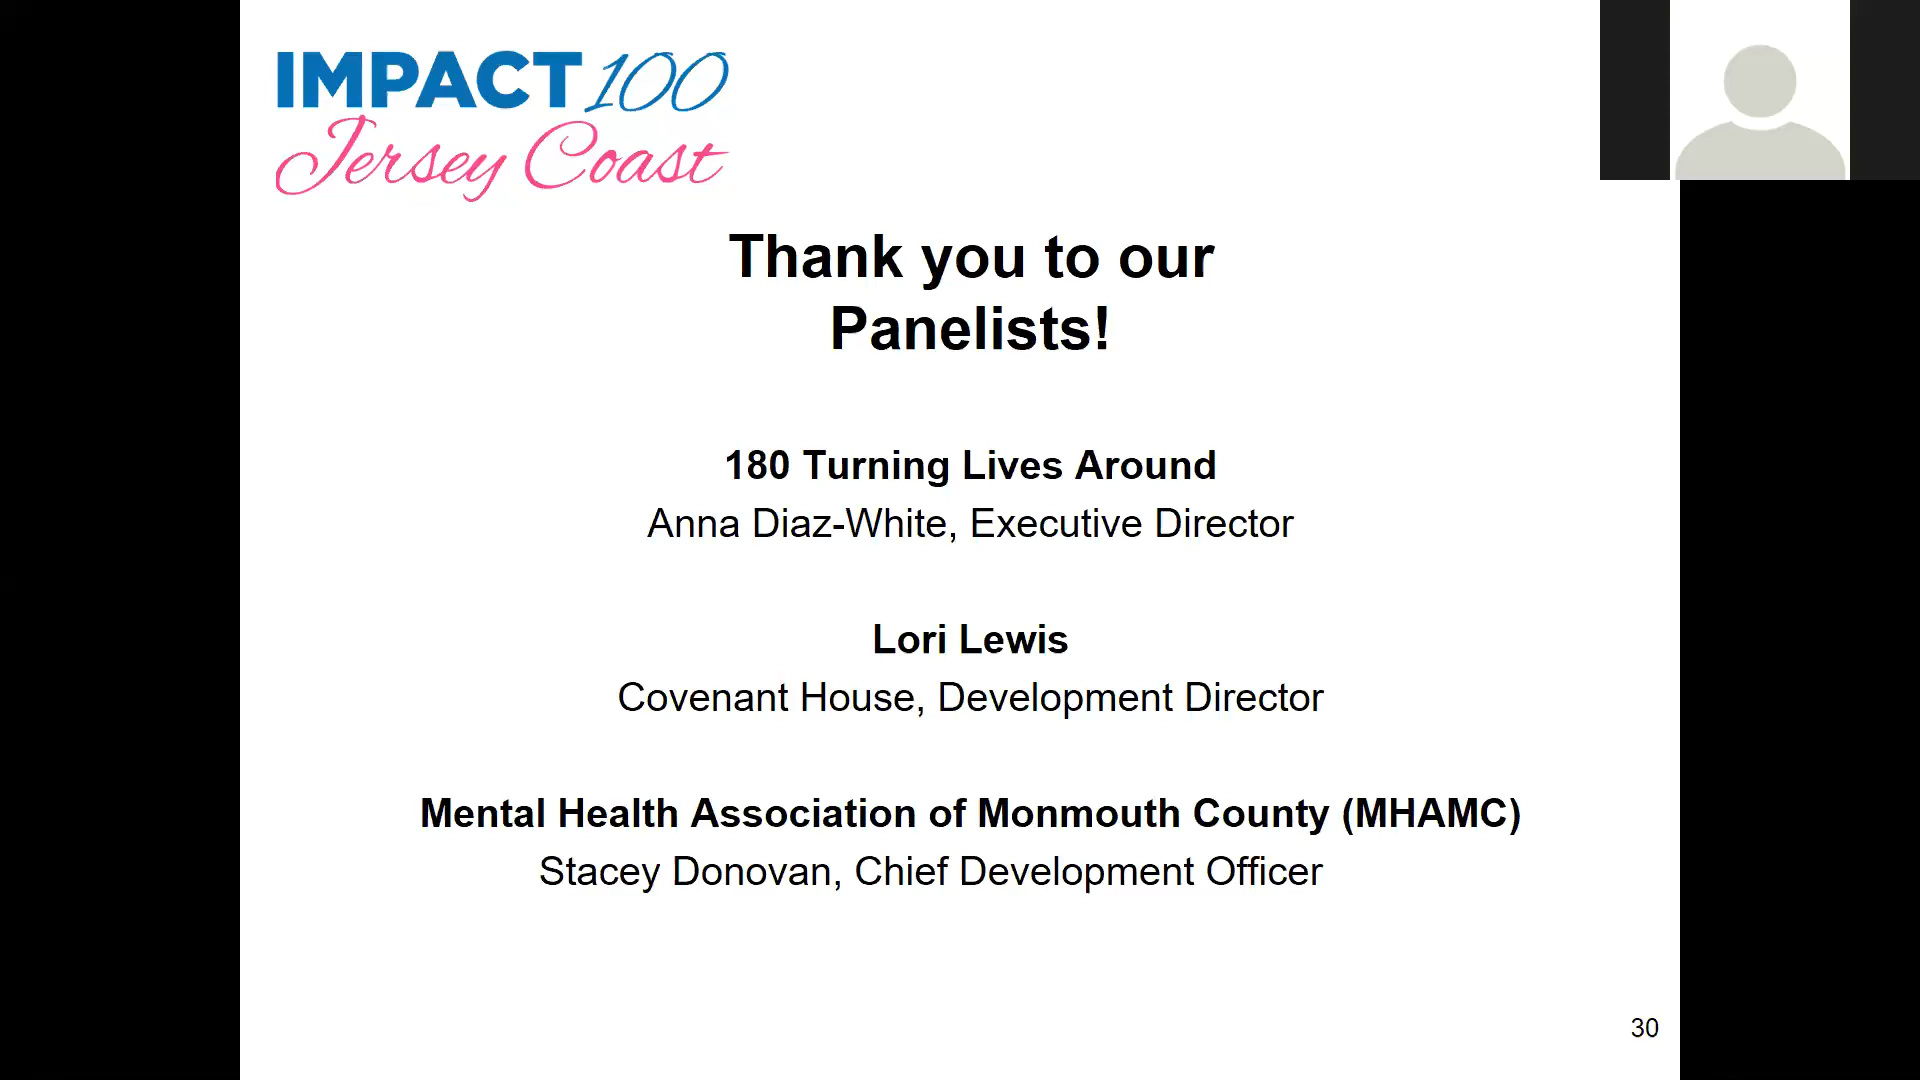 IMPACT 100
Jersey Coast
Thank you to our
Panelists!
180 Turning Lives Around
Anna Diaz-White, Executive Director
Lori Lewis
Covenant House, Development Director
Mental Health Association of Monmouth County (MHAMC)
Stacey Donovan, Chief Development Officer
30